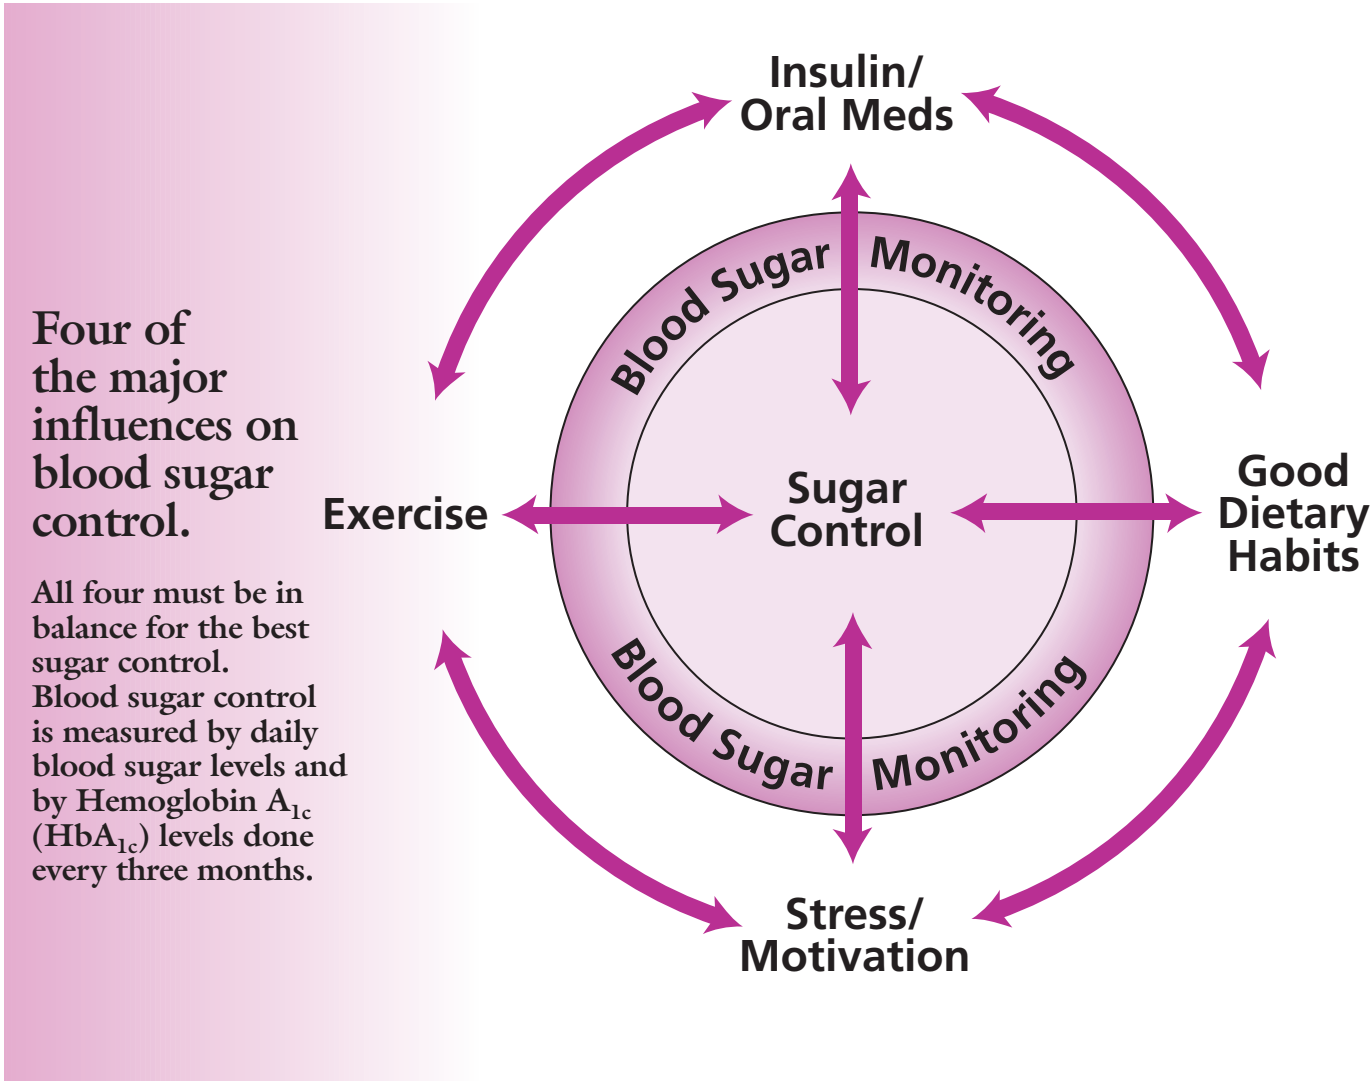 Four of
the major
influences on
blood sugar
control.
All four must be in
balance for the best
sugar control.
Blood sugar control
is measured by daily
blood sugar levels and
by Hemoglobin A1c
(HbA1c) levels done
every three months.
Insulin/
Oral Meds
Blood Sugar Monitoring
Exercise
Sugar
Control
Good
Dietary
Habits
Blood Sugar Monitoring
Stress/
Motivation